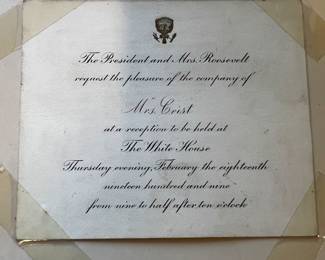 The President and Mrs. Roosevelt
request the pleasure of the company of
Mrs. Crist
at a reception to be held at
The White House
Thursday evening, February the eighteenth
nineteen hundred and nine
from nine to half after ten o'clock